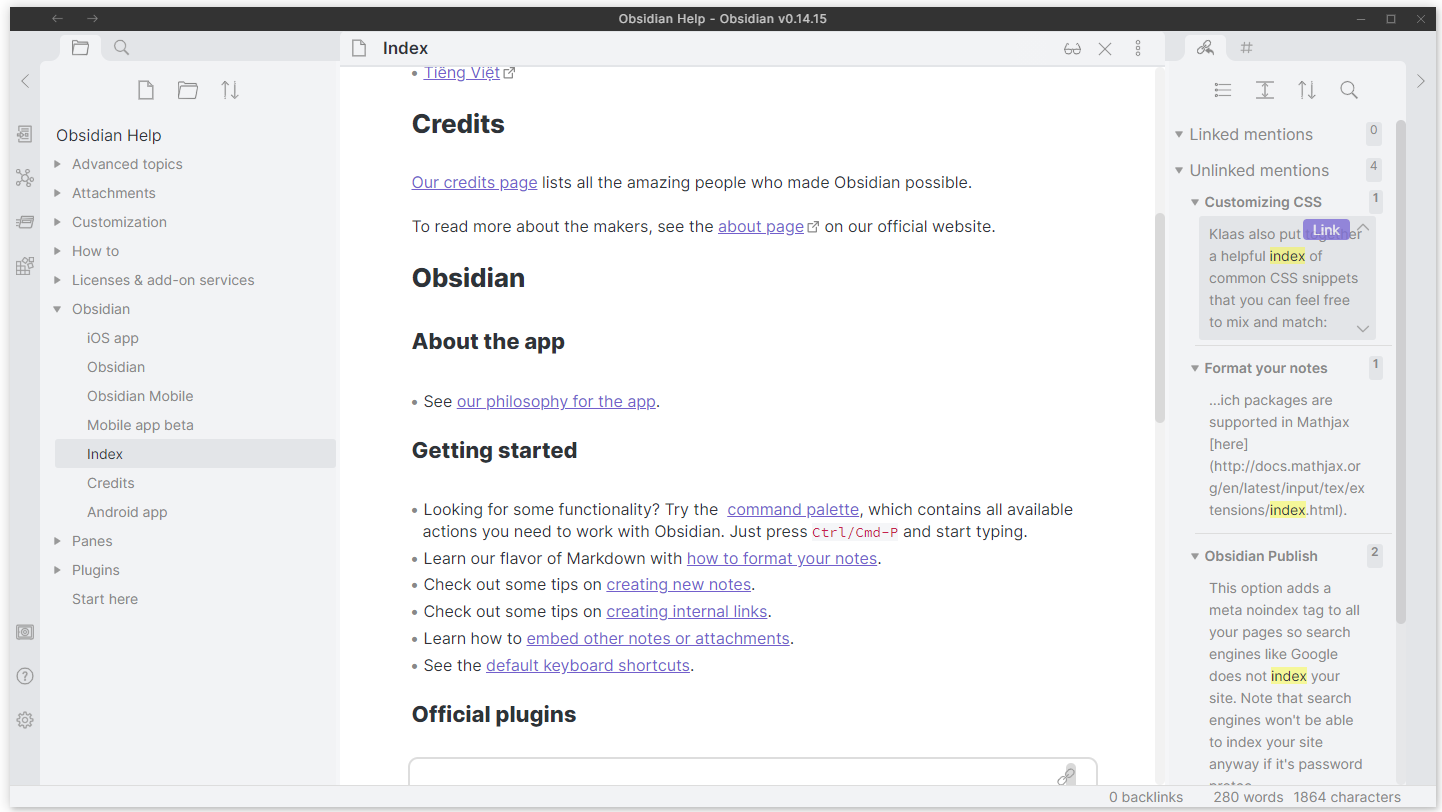 Obsidian Help - Obsidian v0.14.15
Index
Obsidian Help
Advanced topics
Attachments
Customization
How to
Licenses & add-on services
Obsidian
iOS app
Obsidian
Obsidian Mobile
Mobile app beta
Index
Credits
Android app
Panes
Plugins
Start here
Tiếng Việt
Credits
Our credits page lists all the amazing people who made Obsidian possible.
To read more about the makers, see the about page on our official website.
Obsidian
About the app
• See our philosophy for the app.
Getting started
• Looking for some functionality? Try the command palette, which contains all available
actions you need to work with Obsidian. Just press Ctrl/Cmd-P and start typing.
• Learn our flavor of Markdown with how to format your notes.
• Check out some tips on creating new notes.
• Check out some tips on creating internal links.
• Learn how to embed other notes or attachments.
• See the default keyboard shortcuts.
Official plugins
Linked mentions 0
Unlinked mentions 4
Customizing CSS 1
Link
Klaas also put together
a helpful index of
common CSS snippets
that you can feel free
to mix and match:
Format your notes 1
...ich packages are
supported in Mathjax
[here]
(http://docs.mathjax.or
g/en/latest/input/tex/ex
tensions/index.html).
Obsidian Publish 2
This option adds a
meta noindex tag to all
your pages so search
engines like Google
does not index your
site. Note that search
engines won't be able
to index your site
anyway if it's password
0 backlinks 280 words 1864 characters